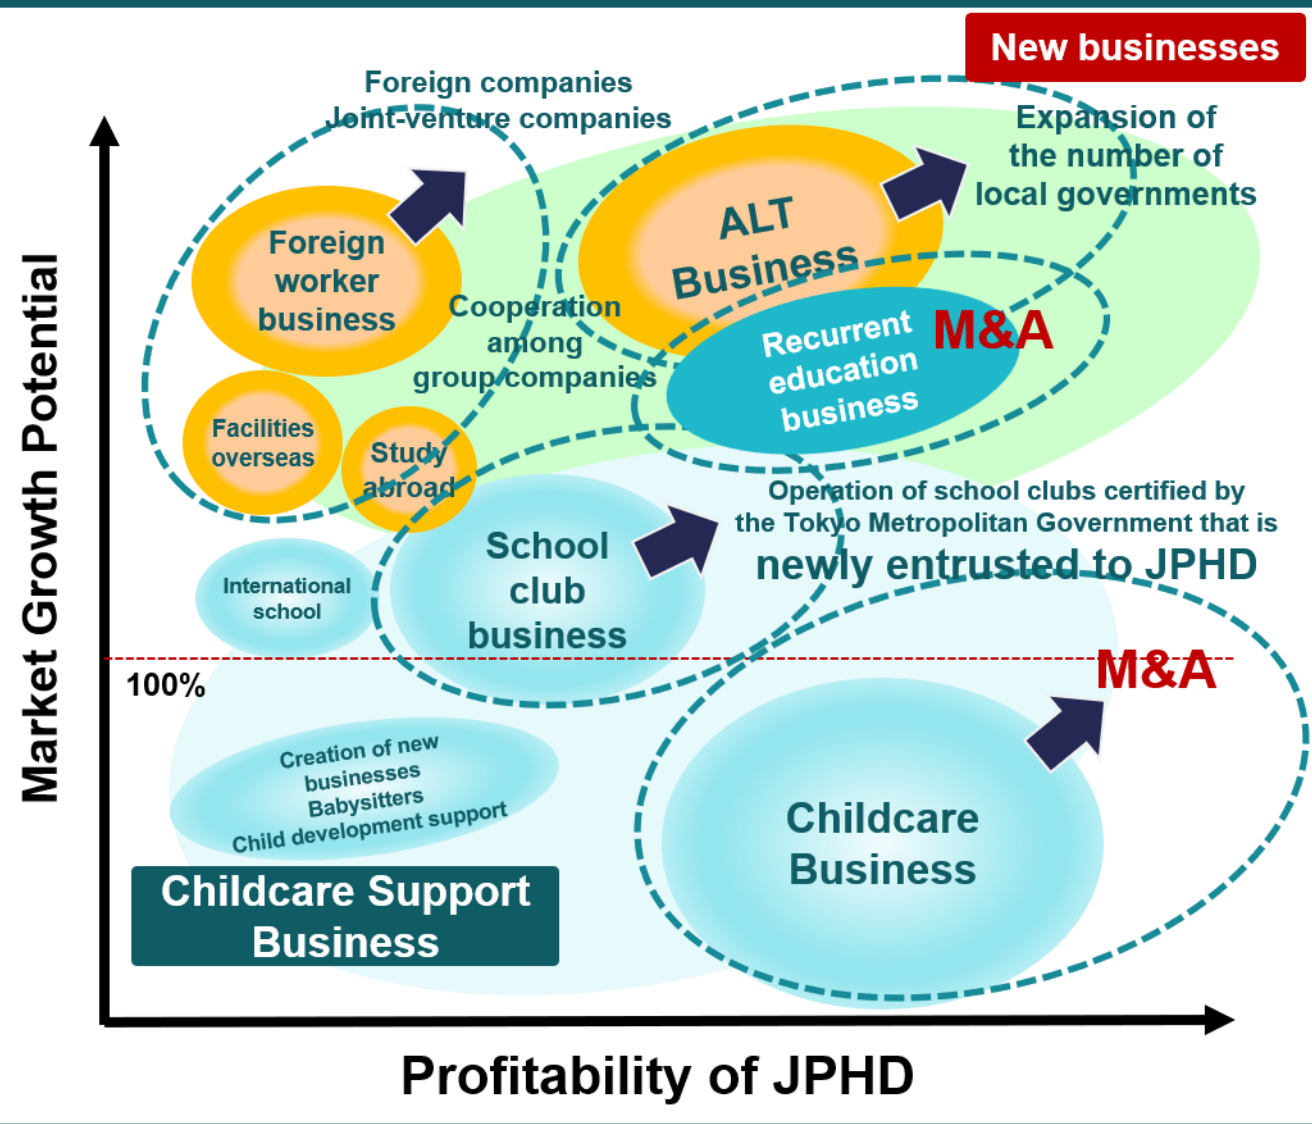 New businesses
Foreign companies
Joint-venture companies
Expansion of
the number of
local governments
Foreign
worker
business
ALT
Business
Cooperation
among
group companies
Recurrent
education
business
M&A
Facilities
overseas
Study
abroad
Operation of school clubs certified by
the Tokyo Metropolitan Government that is
newly entrusted to JPHD
School
club
business
International
school
M&A
100%
Creation of new
businesses
Babysitters
Child development support
Childcare
Business
Childcare Support
Business
Market Growth Potential
Profitability of JPHD